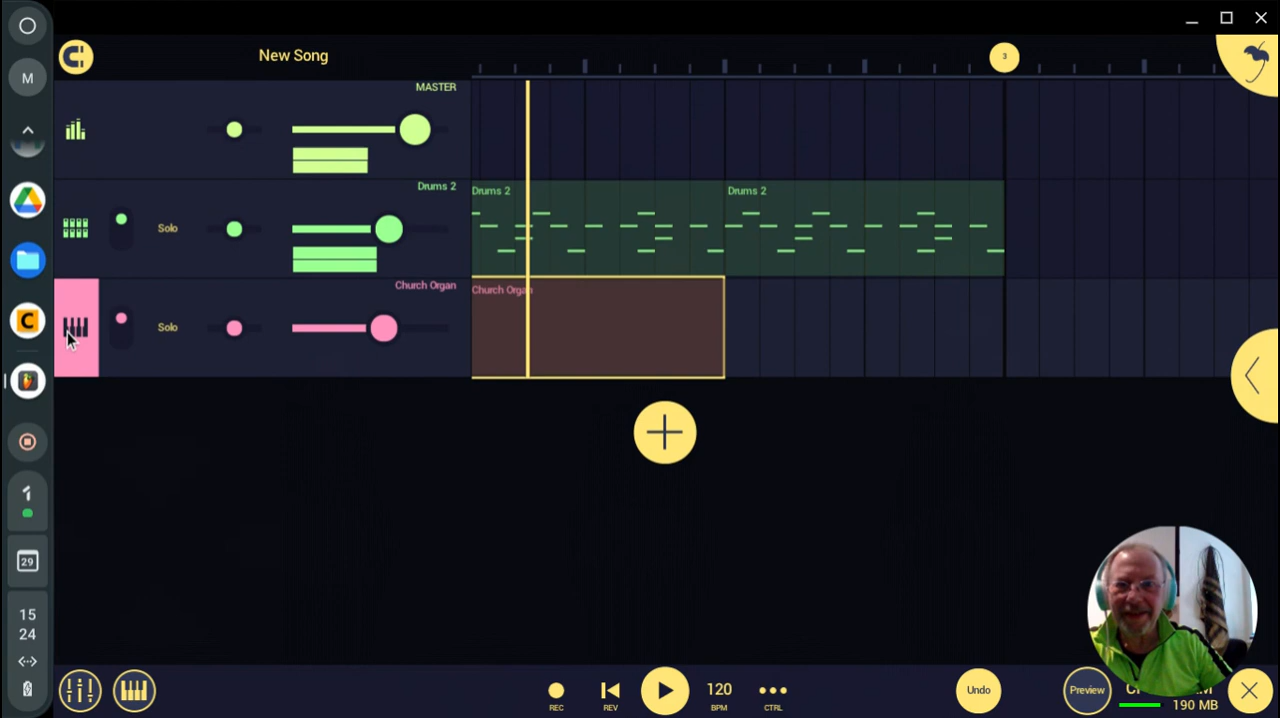 M
New Song
3
MASTER
Drums 2
Solo
Drums 2
Drums 2
Church Organ
Solo
Church Organ
C
1
29
15
24
REC
REV
120
BPM
CTRL
Undo
Preview
190 MB